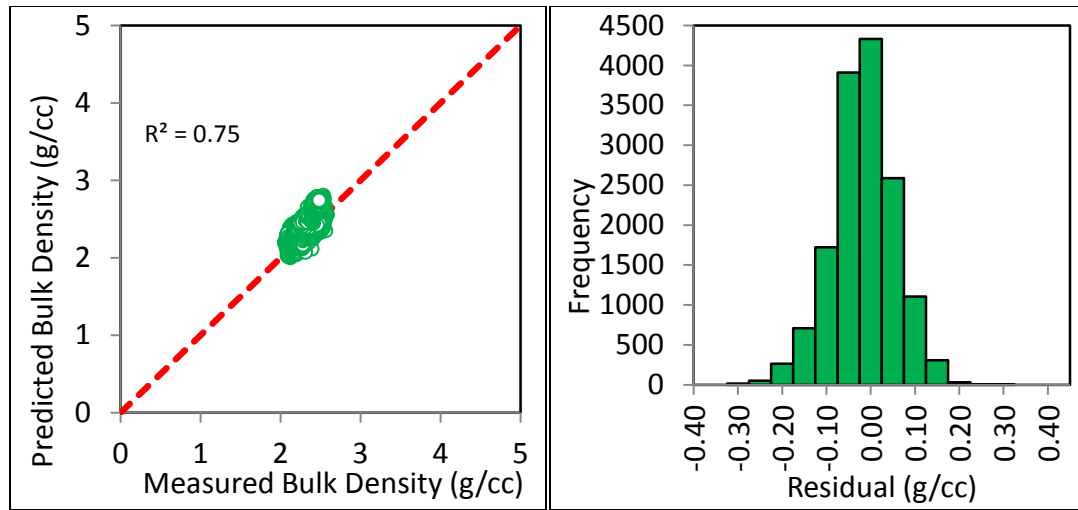 Predicted Bulk Density (g/cc)
5
4
3
2
1
0
R² = 0.75
0 1 2 3 4 5
Measured Bulk Density (g/cc)
Frequency
4500
4000
3500
3000
2500
2000
1500
1000
500
0
-0.40 -0.30 -0.20 -0.10 0.00 0.10 0.20 0.30 0.40
Residual (g/cc)